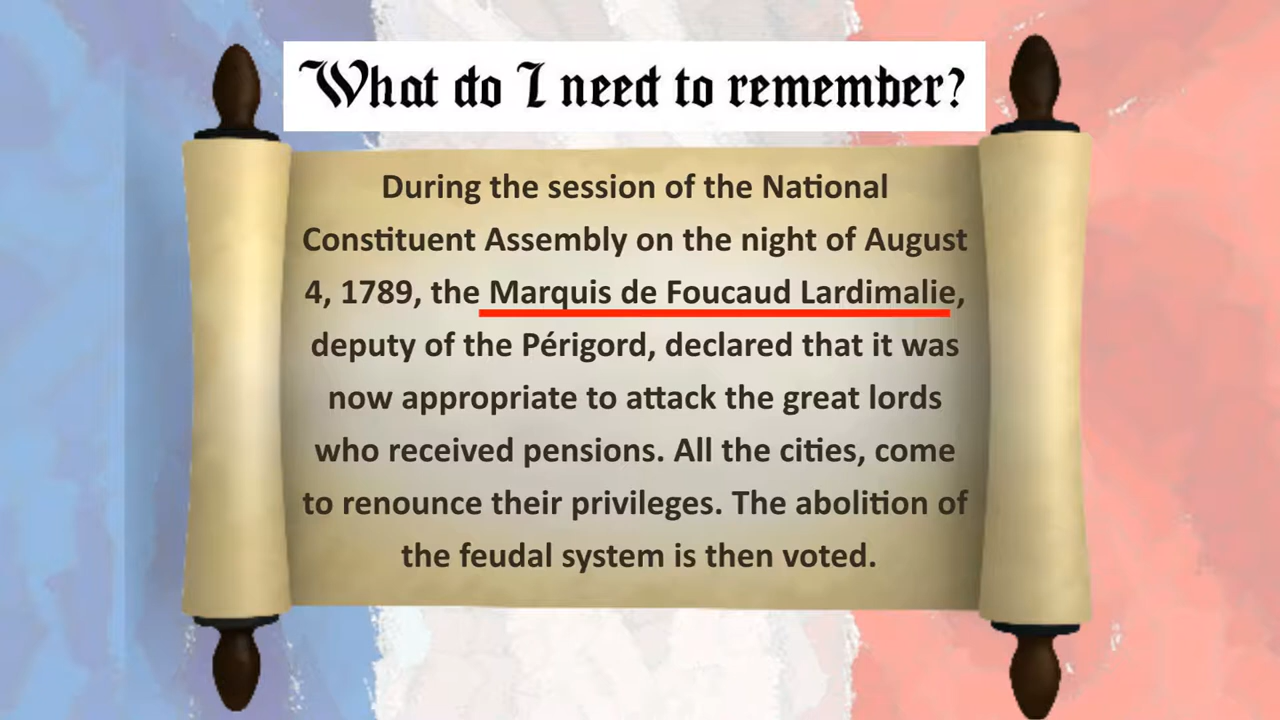 What do I need to remember?
During the session of the National
Constituent Assembly on the night of August
4, 1789, the Marquis de Foucaud Lardimalie,
deputy of the Périgord, declared that it was
now appropriate to attack the great lords
who received pensions. All the cities, come
to renounce their privileges. The abolition of
the feudal system is then voted.